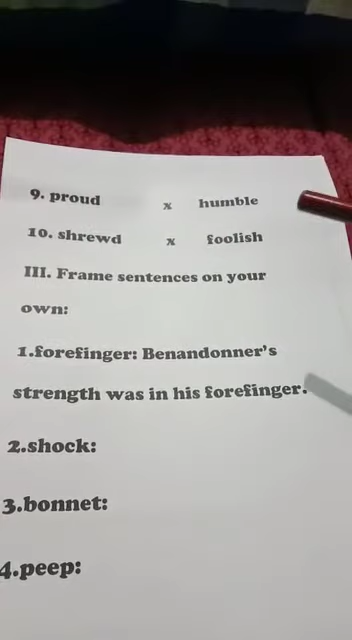 9. proud x humble
10. shrewd x foolish
III. Frame sentences on your
own:
1.forefinger: Benandonner's
strength was in his forefinger.
2.shock:
3.bonnet:
4.peep: